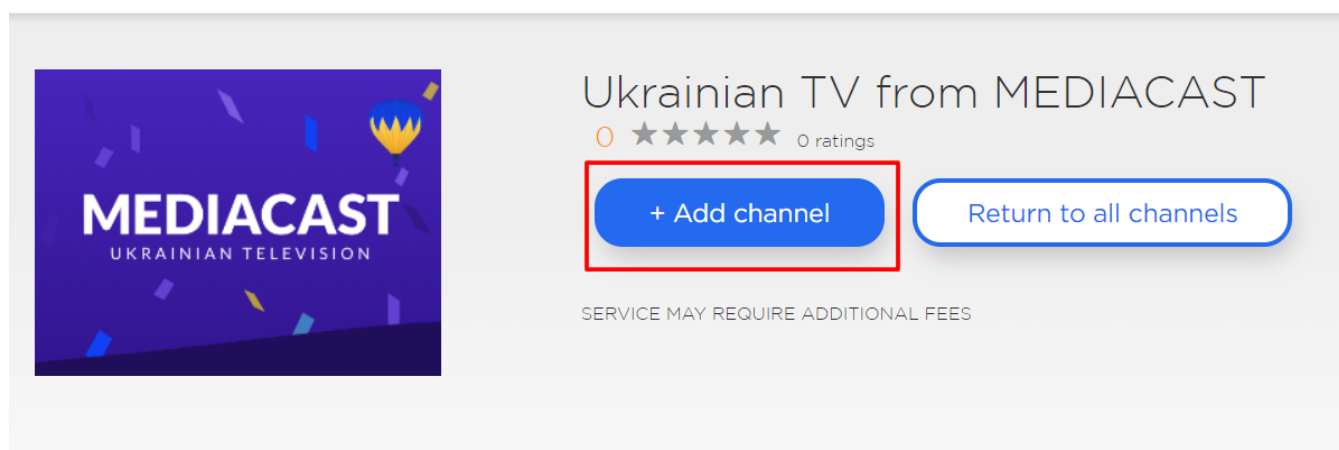 MEDIACAST
UKRAINIAN TELEVISION
Ukrainian TV from MEDIACAST
0 ★★★★★ 0 ratings
+ Add channel
Return to all channels
SERVICE MAY REQUIRE ADDITIONAL FEES